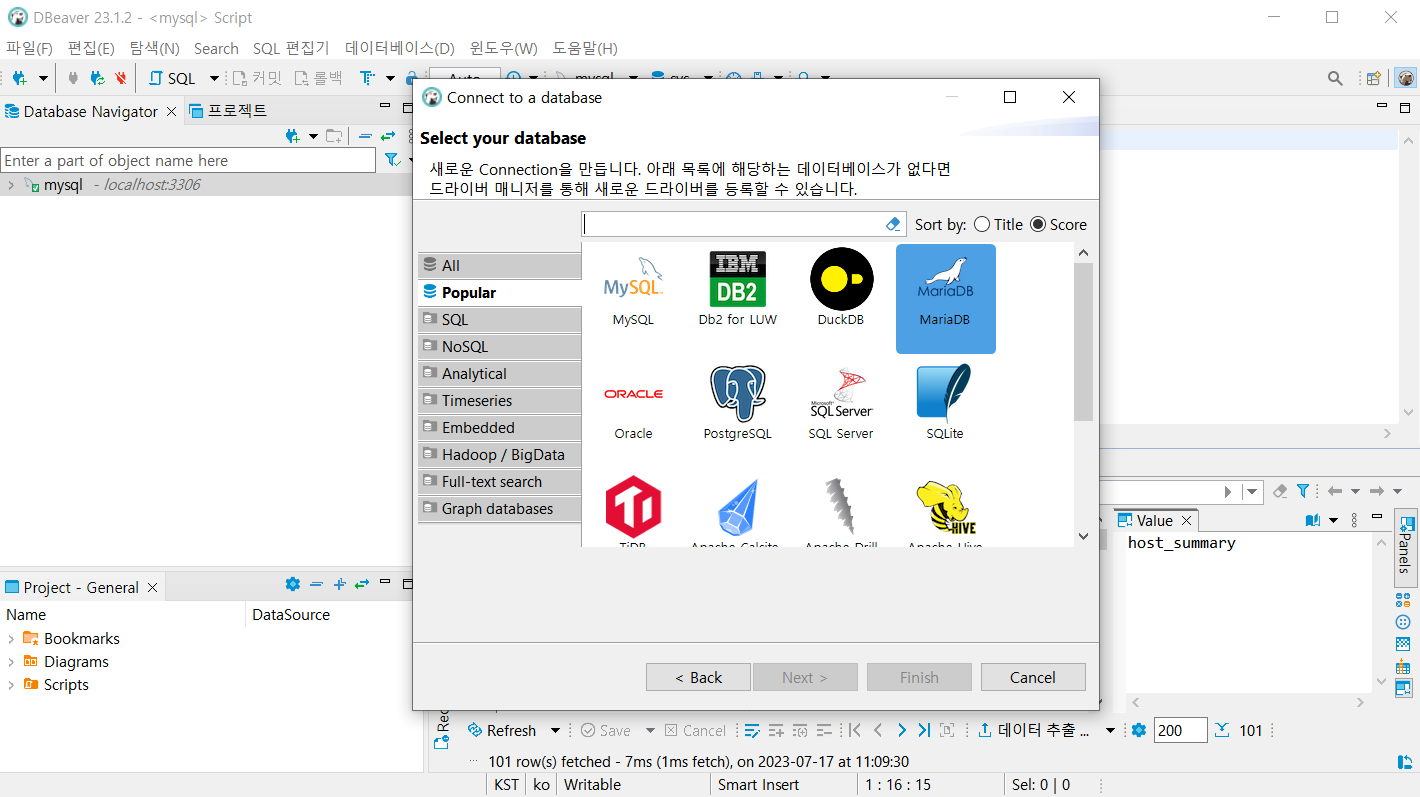 DBeaver 23.1.2 - <mysql> Script
파일(F) 편집(E) 탐색(N) Search SQL 편집기 데이터베이스(D) 윈도우(W) 도움말(H)
SQL 커밋 롤백 T Auto mysql sys
Database Navigator 프로젝트
Enter a part of object name here
mysql - localhost:3306
Connect to a database
Select your database
새로운 Connection을 만듭니다. 아래 목록에 해당하는 데이터베이스가 없다면
드라이버 매니저를 통해 새로운 드라이버를 등록할 수 있습니다.
Sort by: Title Score
All
Popular
SQL
NoSQL
Analytical
Timeseries
Embedded
Hadoop / BigData
Full-text search
Graph databases
MySQL IBM DB2 MariaDB
MySQL Db2 for LUW DuckDB MariaDB
ORACLE Microsoft SQL Server
Oracle PostgreSQL SQL Server SQLite
HIVE
TiDB Apache Calcite Apache Drill Apache Hive
< Back Next > Finish Cancel
Project - General
Name DataSource
Bookmarks
Diagrams
Scripts
Value
host_summary
Panels
Rec
Refresh Save Cancel 데이터 추출 ... 200 101
101 row(s) fetched - 7ms (1ms fetch), on 2023-07-17 at 11:09:30
KST ko Writable Smart Insert 1 : 16 : 15 Sel: 0 | 0